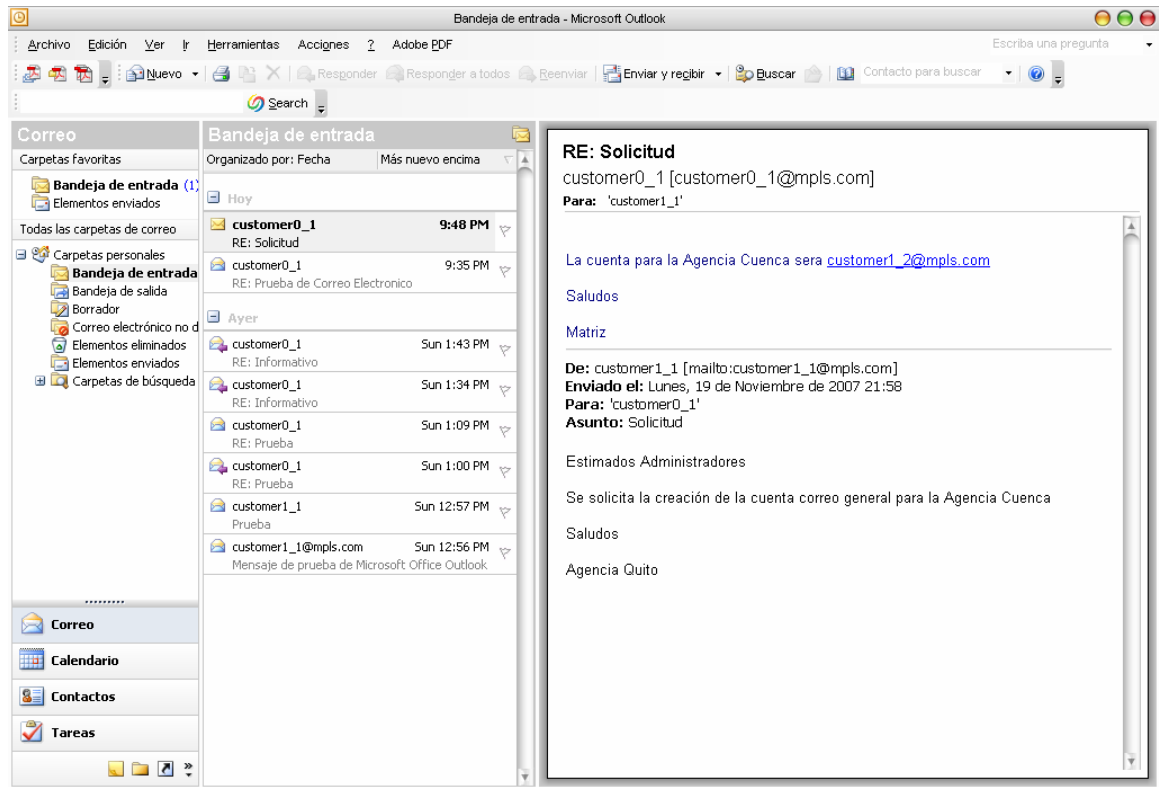 Bandeja de entrada - Microsoft Outlook
Archivo Edición Ver Ir Herramientas Acciones ? Adobe PDF Escriba una pregunta
Nuevo Responder Responder a todos Reenviar Enviar y recibir Buscar Contacto para buscar
Search
Correo
Carpetas favoritas
Bandeja de entrada (1)
Elementos enviados
Todas las carpetas de correo
Carpetas personales
Bandeja de entrada
Bandeja de salida
Borrador
Correo electrónico no d
Elementos eliminados
Elementos enviados
Carpetas de búsqueda
Correo
Calendario
Contactos
Tareas
Bandeja de entrada
Organizado por: Fecha Más nuevo encima
Hoy
customer0_1 9:48 PM
RE: Solicitud
customer0_1 9:35 PM
RE: Prueba de Correo Electronico
Ayer
customer0_1 Sun 1:43 PM
RE: Informativo
customer0_1 Sun 1:34 PM
RE: Informativo
customer0_1 Sun 1:09 PM
RE: Prueba
customer0_1 Sun 1:00 PM
RE: Prueba
customer1_1 Sun 12:57 PM
Prueba
customer1_1@mpls.com Sun 12:56 PM
Mensaje de prueba de Microsoft Office Outlook
RE: Solicitud
customer0_1 [customer0_1@mpls.com]
Para: 'customer1_1'
La cuenta para la Agencia Cuenca sera customer1_2@mpls.com
Saludos
Matriz
De: customer1_1 [mailto:customer1_1@mpls.com]
Enviado el: Lunes, 19 de Noviembre de 2007 21:58
Para: 'customer0_1'
Asunto: Solicitud
Estimados Administradores
Se solicita la creación de la cuenta correo general para la Agencia Cuenca
Saludos
Agencia Quito